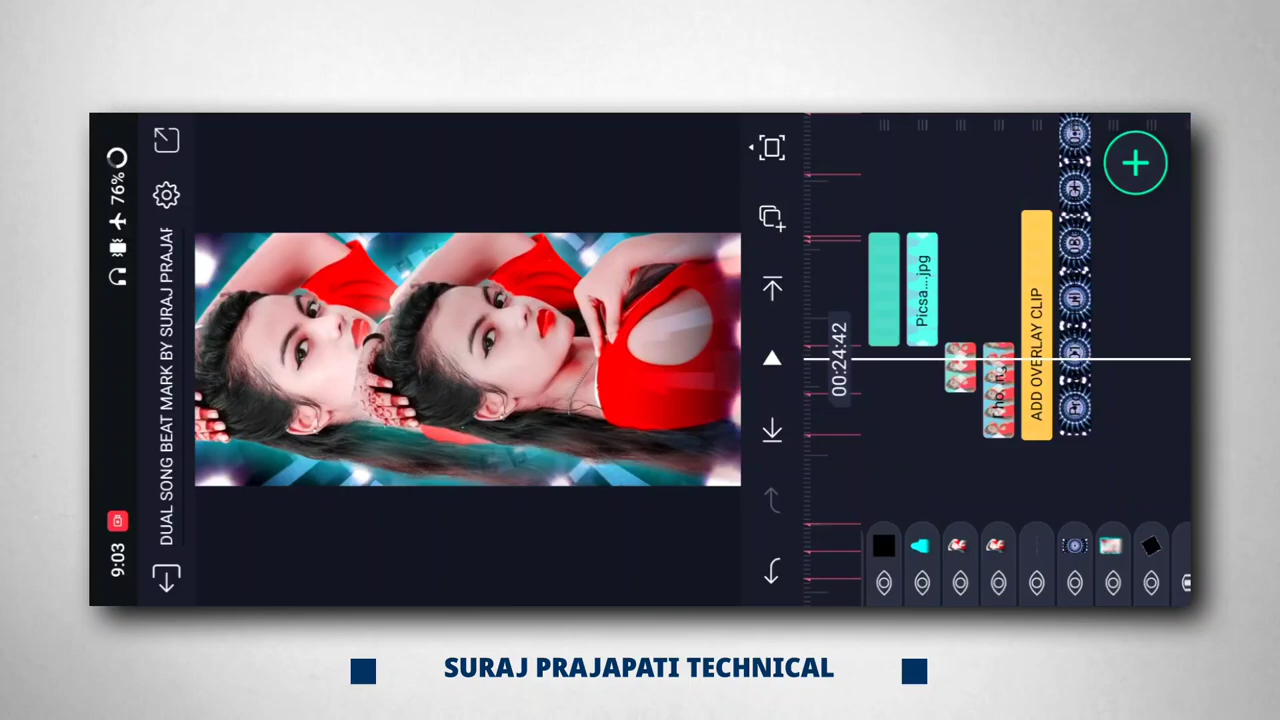 9:03
76%
DUAL SONG BEAT MARK BY SURAJ PRAJAP
00:24:42
Picsa...jpg
ADD OVERLAY CLIP
SURAJ PRAJAPATI TECHNICAL